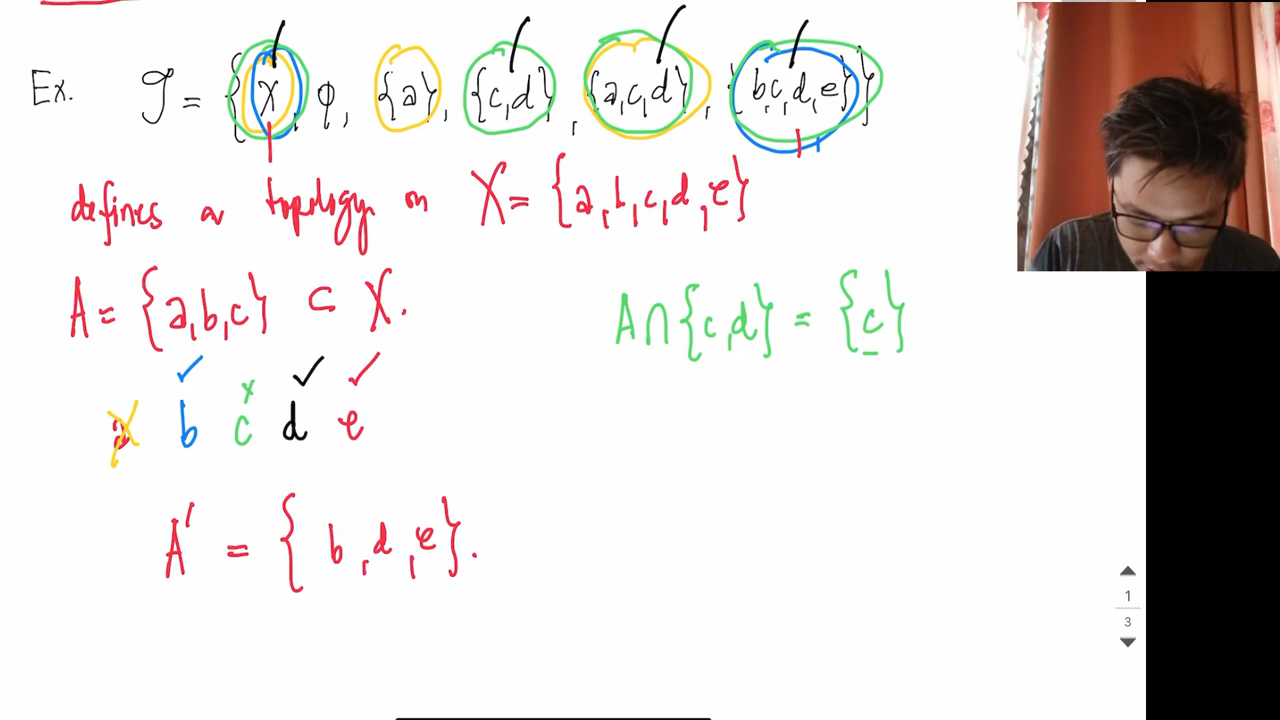 Ex. 𝒯 = { X, φ, {a}, {c,d}, {a,c,d}, {b,c,d,e} }
defines a topology on X = {a,b,c,d,e}
A = {a,b,c} ⊂ X.
A∩{c,d} = {c}
✓ x ✓ ✓
a b c d e
A' = { b, d, e}.
1
3